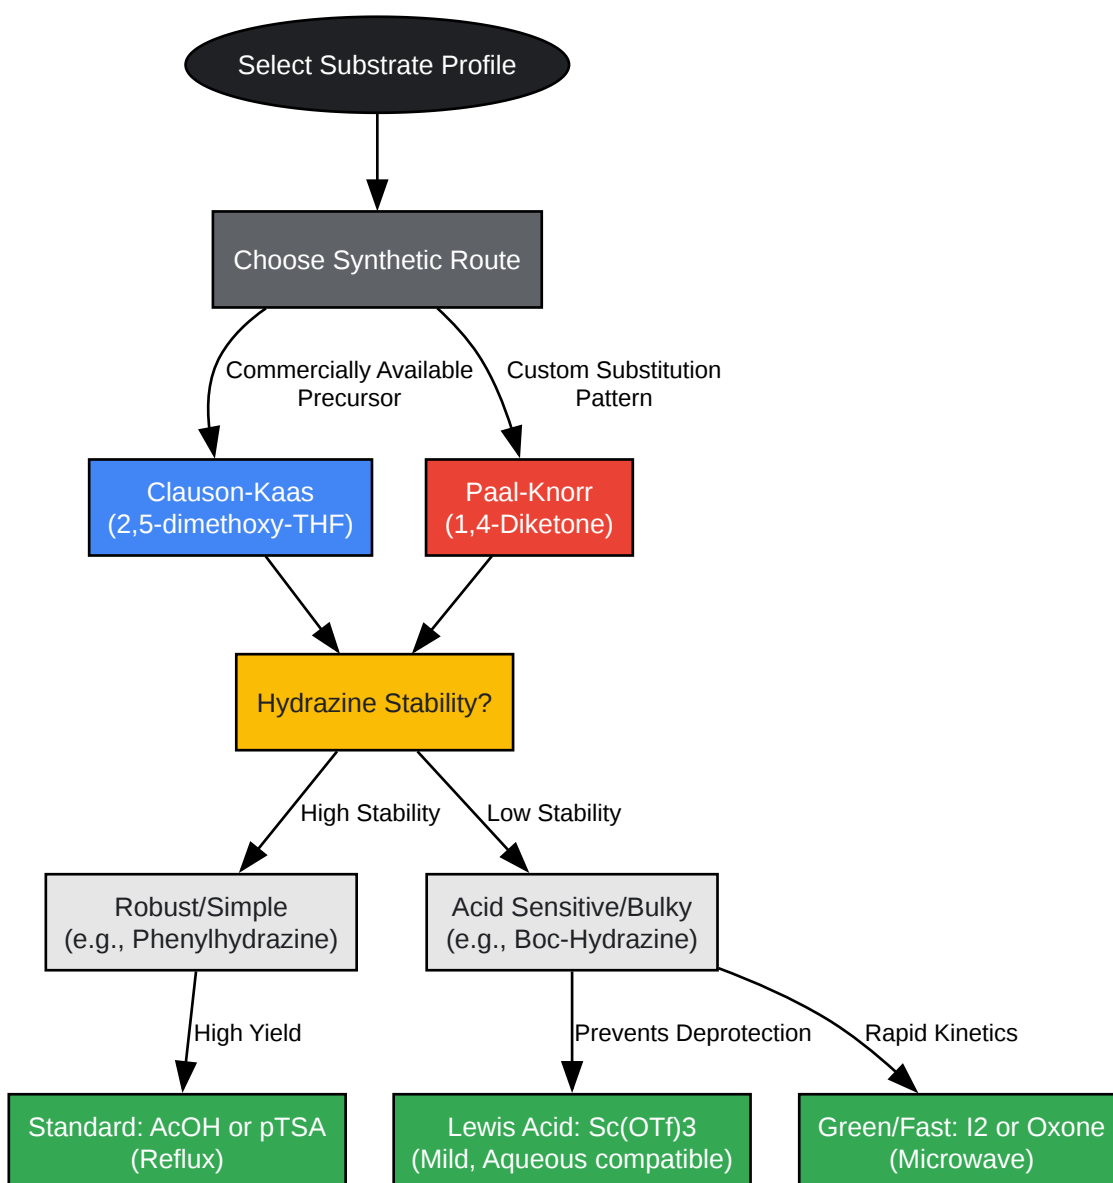 Select Substrate Profile
Choose Synthetic Route
Commercially Available
Precursor
Custom Substitution
Pattern
Clauson-Kaas
(2,5-dimethoxy-THF)
Paal-Knorr
(1,4-Diketone)
Hydrazine Stability?
High Stability
Low Stability
Robust/Simple
(e.g., Phenylhydrazine)
Acid Sensitive/Bulky
(e.g., Boc-Hydrazine)
High Yield
Prevents Deprotection
Rapid Kinetics
Standard: AcOH or pTSA
(Reflux)
Lewis Acid: Sc(OTf)3
(Mild, Aqueous compatible)
Green/Fast: I2 or Oxone
(Microwave)